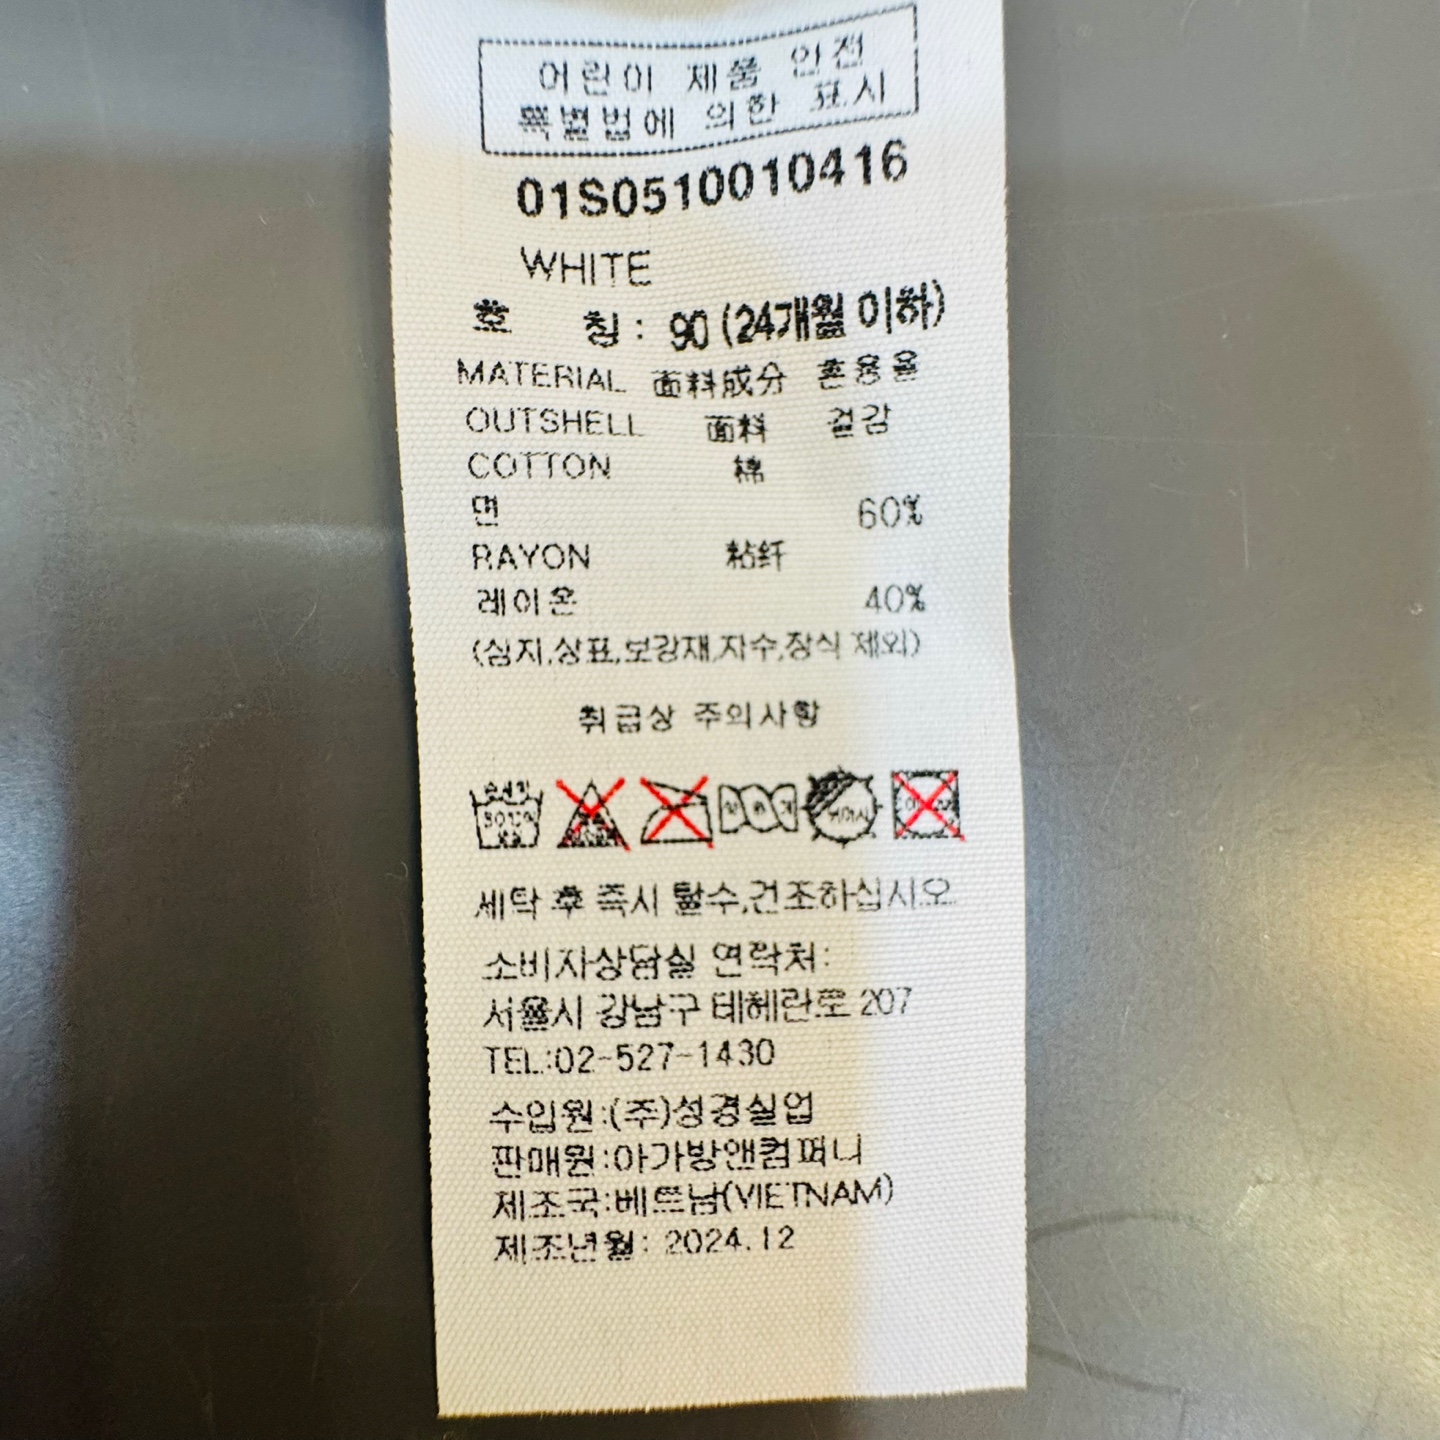 어린이 제품 안전
특별법에 의한 표시
01S0510010416
WHITE
호 칭: 90 (24개월 이하)
MATERIAL 面料成分 혼용율
OUTSHELL 面料 겉감
COTTON 棉
면 60%
RAYON 粘纤
레이온 40%
(심지,상표,보강재,자수,장식 제외)
취급상 주의사항
손세탁
세탁 후 즉시 탈수,건조하십시오
소비자상담실 연락처:
서울시 강남구 테헤란로 207
TEL:02-527-1430
수입원:(주)성경실업
판매원:아가방앤컴퍼니
제조국:베트남(VIETNAM)
제조년월: 2024.12